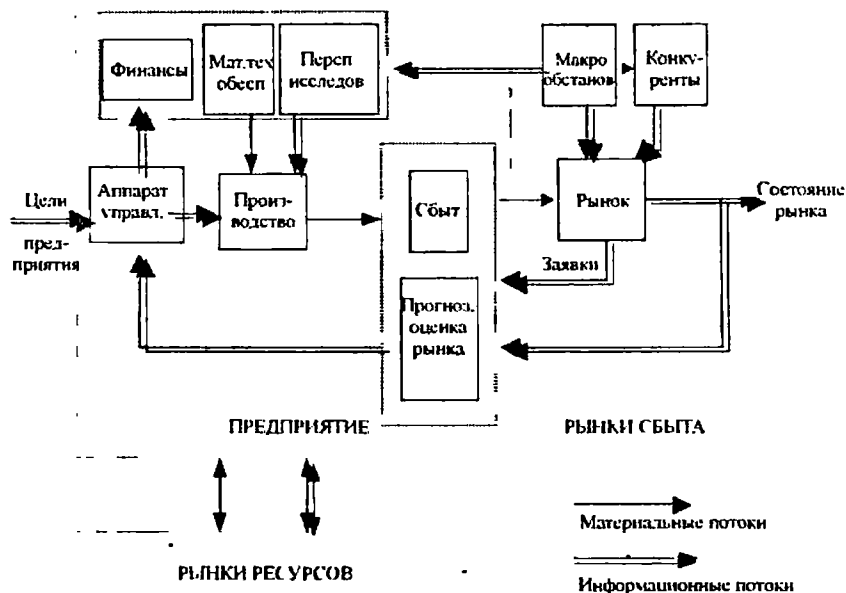 Финансы
Мат.тех
обесп
Персп
исследов
Макро
обстанов
Конку-
ренты
Цели
пред-
приятия
Аппарат
управл.
Произ-
водство
Сбыт
Рынок
Состояние
рынка
Заявки
Прогноз.
оценка
рынка
ПРЕДПРИЯТИЕ
РЫНКИ СБЫТА
РЫНКИ РЕСУРСОВ
Материальные потоки
Информационные потоки